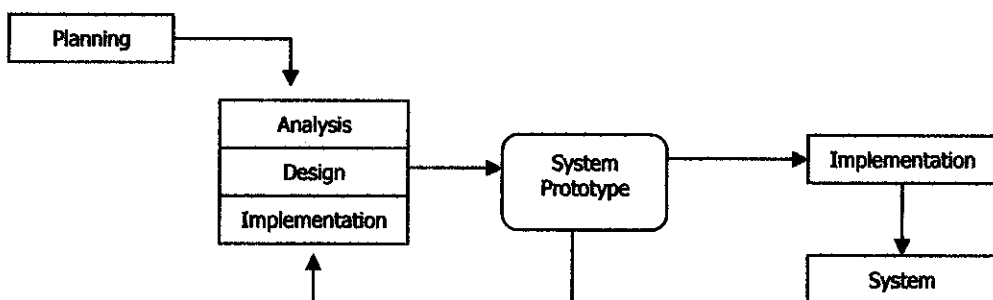 Planning
Analysis
Design
Implementation
System
Prototype
Implementation
System